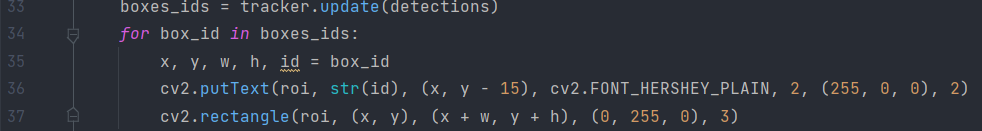 33 boxes_ids = tracker.update(detections)
34 for box_id in boxes_ids:
35 x, y, w, h, id = box_id
36 cv2.putText(roi, str(id), (x, y - 15), cv2.FONT_HERSHEY_PLAIN, 2, (255, 0, 0), 2)
37 cv2.rectangle(roi, (x, y), (x + w, y + h), (0, 255, 0), 3)